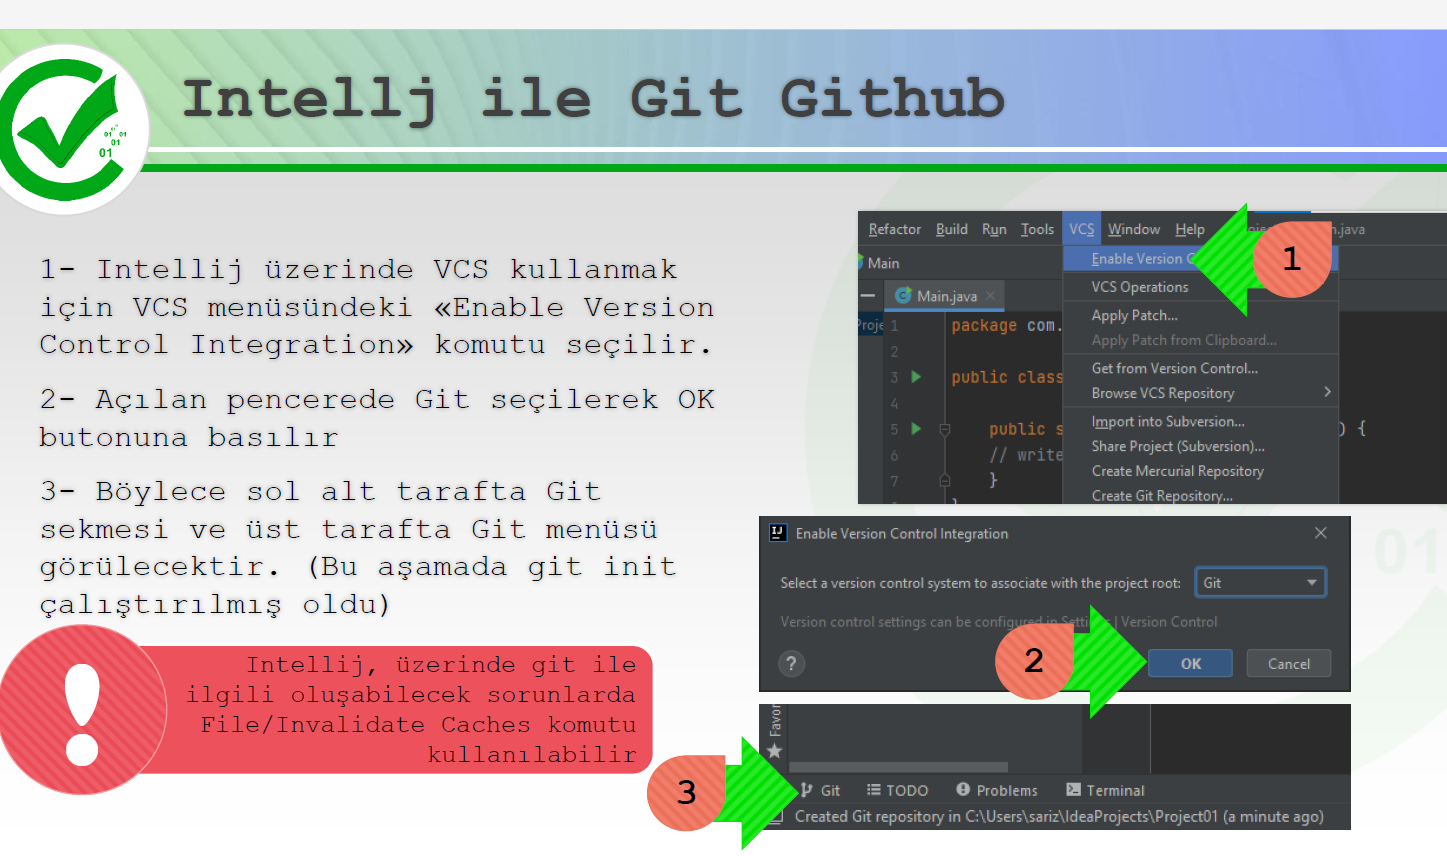 Intellj ile Git Github
1- Intellij üzerinde VCS kullanmak
için VCS menüsündeki «Enable Version
Control Integration» komutu seçilir.
2- Açılan pencerede Git seçilerek OK
butonuna basılır
3- Böylece sol alt tarafta Git
sekmesi ve üst tarafta Git menüsü
görülecektir. (Bu aşamada git init
çalıştırılmış oldu)
Intellij, üzerinde git ile
ilgili oluşabilecek sorunlarda
File/Invalidate Caches komutu
kullanılabilir
Refactor Build Run Tools VCS Window Help
Main
Main.java
Enable Version
1
VCS Operations
Apply Patch...
Apply Patch from Clipboard...
Get from Version Control...
Browse VCS Repository
Import into Subversion...
Share Project (Subversion)...
Create Mercurial Repository
Create Git Repository...
1 package com.
2
3 public class
4
5 public s ) {
6 // write
7 }
Enable Version Control Integration
Select a version control system to associate with the project root: Git
Version control settings can be configured in Settings | Version Control
? OK Cancel
2
Favor
3
Git TODO Problems Terminal
Created Git repository in C:\Users\sariz\IdeaProjects\Project01 (a minute ago)
01 01
01
01
01